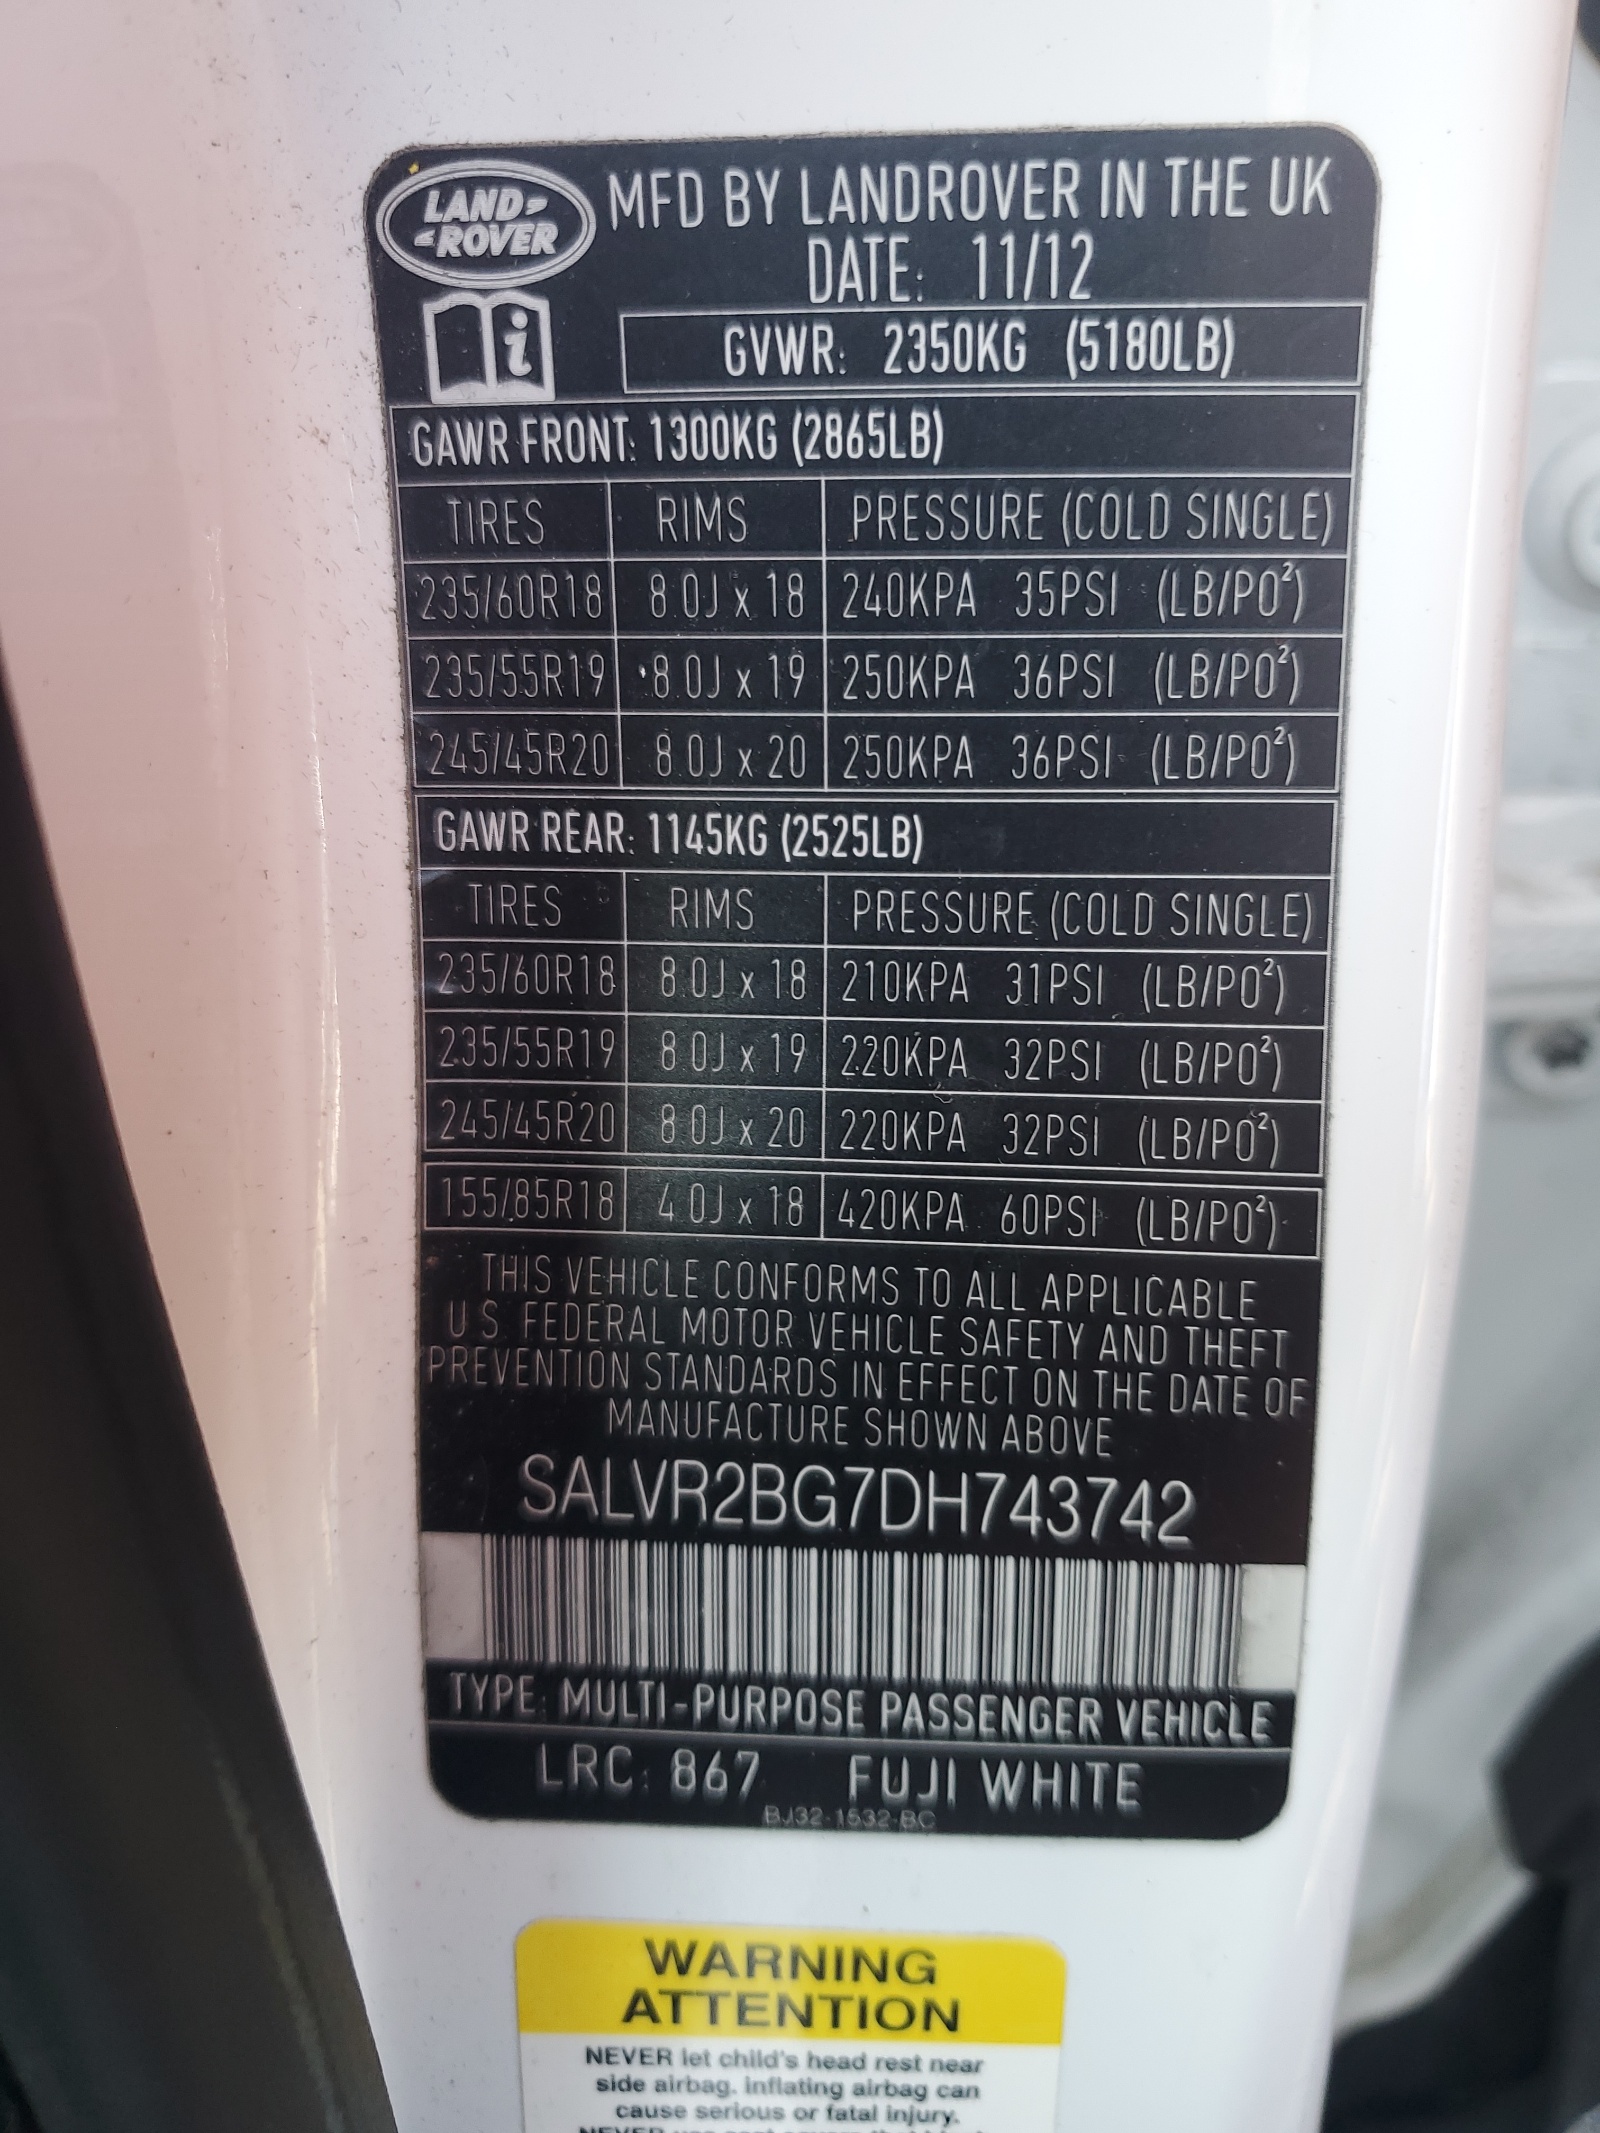 LAND
ROVER
MFD BY LANDROVER IN THE UK
DATE: 11/12
GVWR: 2350KG (5180LB)
GAWR FRONT: 1300KG (2865LB)
TIRES RIMS PRESSURE (COLD SINGLE)
235/60R18 8.0J x 18 240KPA 35PSI (LB/PO²)
235/55R19 8.0J x 19 250KPA 36PSI (LB/PO²)
245/45R20 8.0J x 20 250KPA 36PSI (LB/PO²)
GAWR REAR: 1145KG (2525LB)
TIRES RIMS PRESSURE (COLD SINGLE)
235/60R18 8.0J x 18 210KPA 31PSI (LB/PO²)
235/55R19 8.0J x 19 220KPA 32PSI (LB/PO²)
245/45R20 8.0J x 20 220KPA 32PSI (LB/PO²)
155/85R18 4.0J x 18 420KPA 60PSI (LB/PO²)
THIS VEHICLE CONFORMS TO ALL APPLICABLE
U.S. FEDERAL MOTOR VEHICLE SAFETY AND THEFT
PREVENTION STANDARDS IN EFFECT ON THE DATE OF
MANUFACTURE SHOWN ABOVE
SALVR2BG7DH743742
TYPE: MULTI-PURPOSE PASSENGER VEHICLE
LRC: 867 FUJI WHITE
BJ32-1532-BC
WARNING
ATTENTION
NEVER let child's head rest near
side airbag. inflating airbag can
cause serious or fatal injury.
NEVER